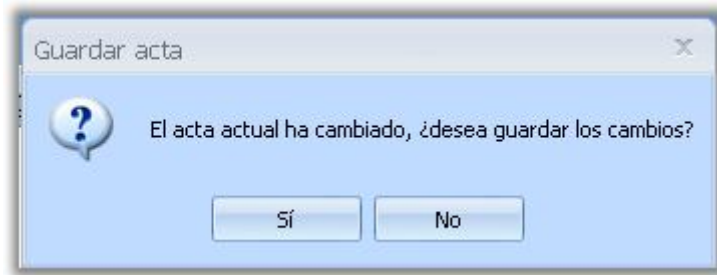 Guardar acta
El acta actual ha cambiado, ¿desea guardar los cambios?
Sí
No